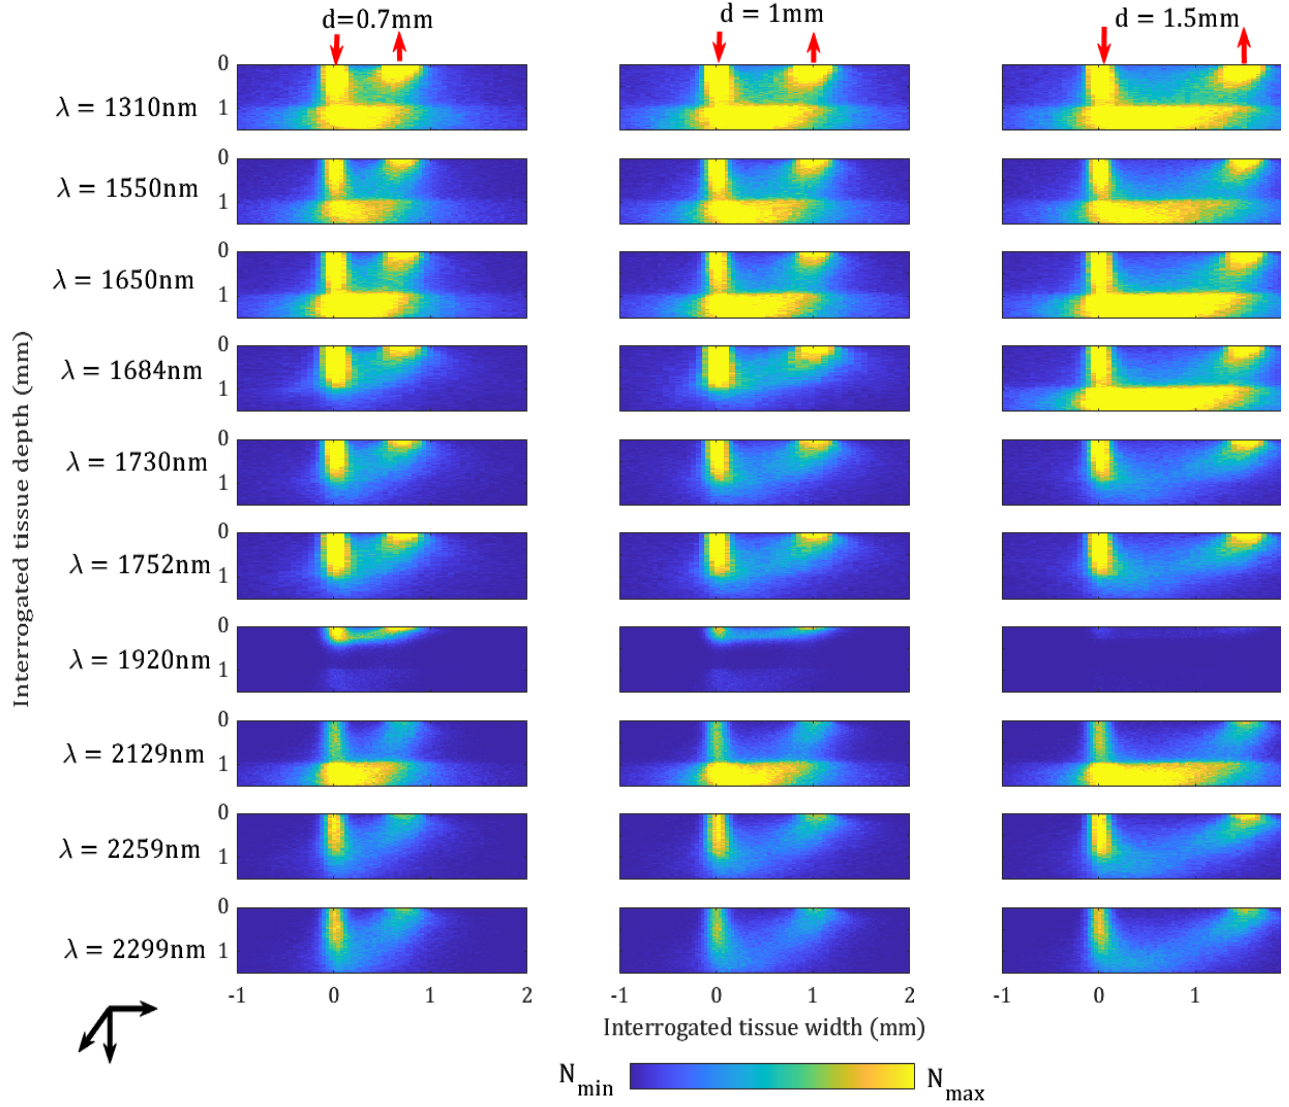 d=0.7mm d = 1mm d = 1.5mm
λ = 1310nm 0 1
λ = 1550nm 0 1
λ = 1650nm 0 1
λ = 1684nm 0 1
λ = 1730nm 0 1
λ = 1752nm 0 1
λ = 1920nm 0 1
λ = 2129nm 0 1
λ = 2259nm 0 1
λ = 2299nm 0 1
Interrogated tissue depth (mm)
-1 0 1 2 -1 0 1 2 -1 0 1
Interrogated tissue width (mm)
Nmin Nmax